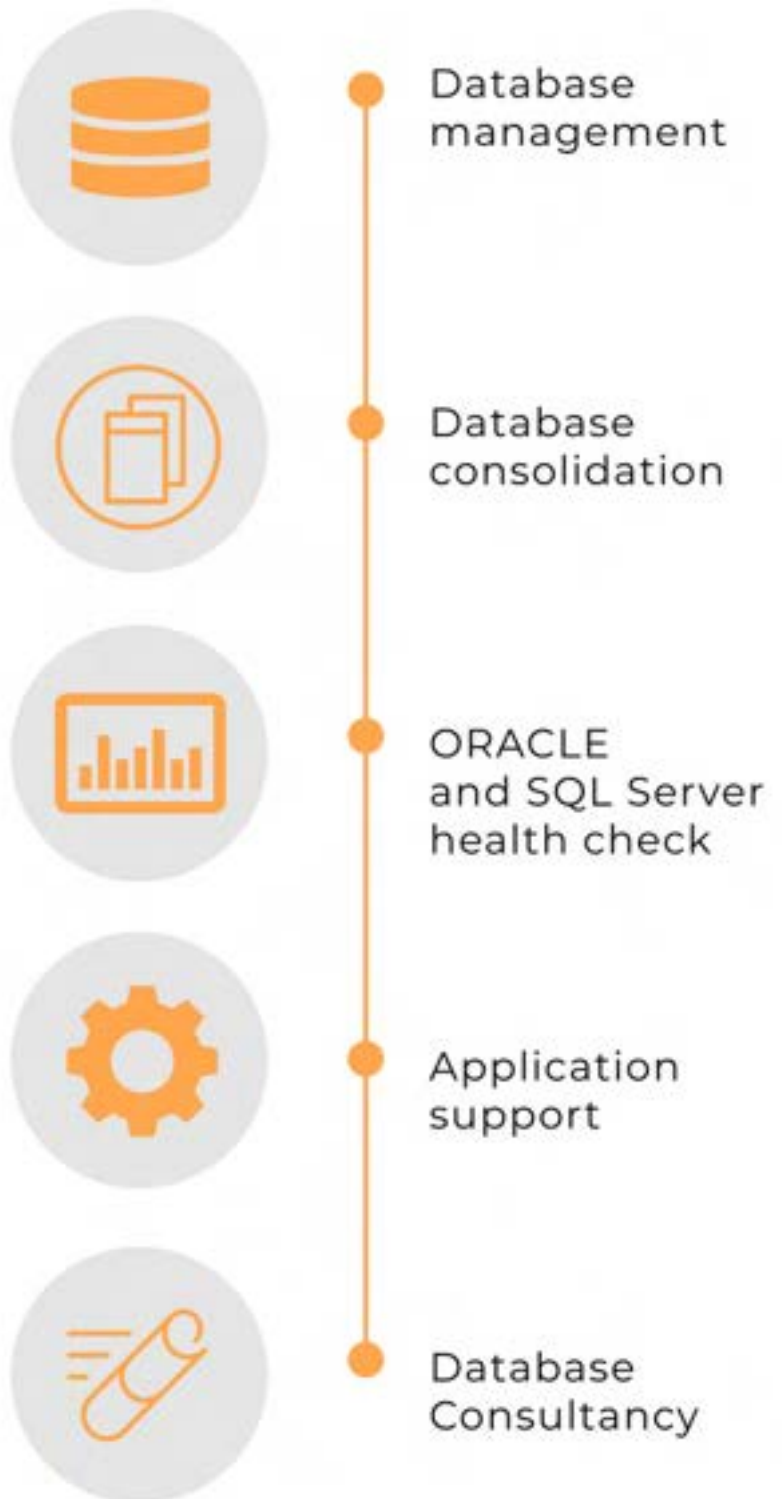 Database
management
Database
consolidation
ORACLE
and SQL Server
health check
Application
support
Database
Consultancy